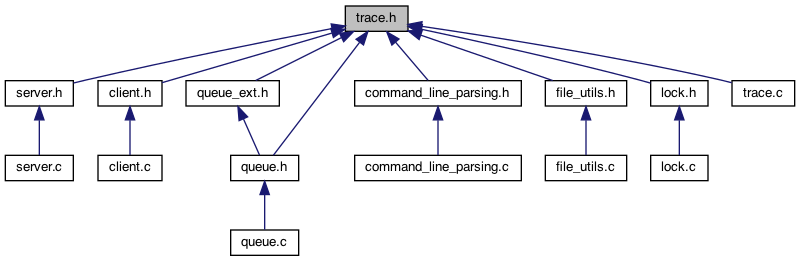 trace.h
server.h
client.h
queue_ext.h
command_line_parsing.h
file_utils.h
lock.h
trace.c
server.c
client.c
queue.h
command_line_parsing.c
file_utils.c
lock.c
queue.c